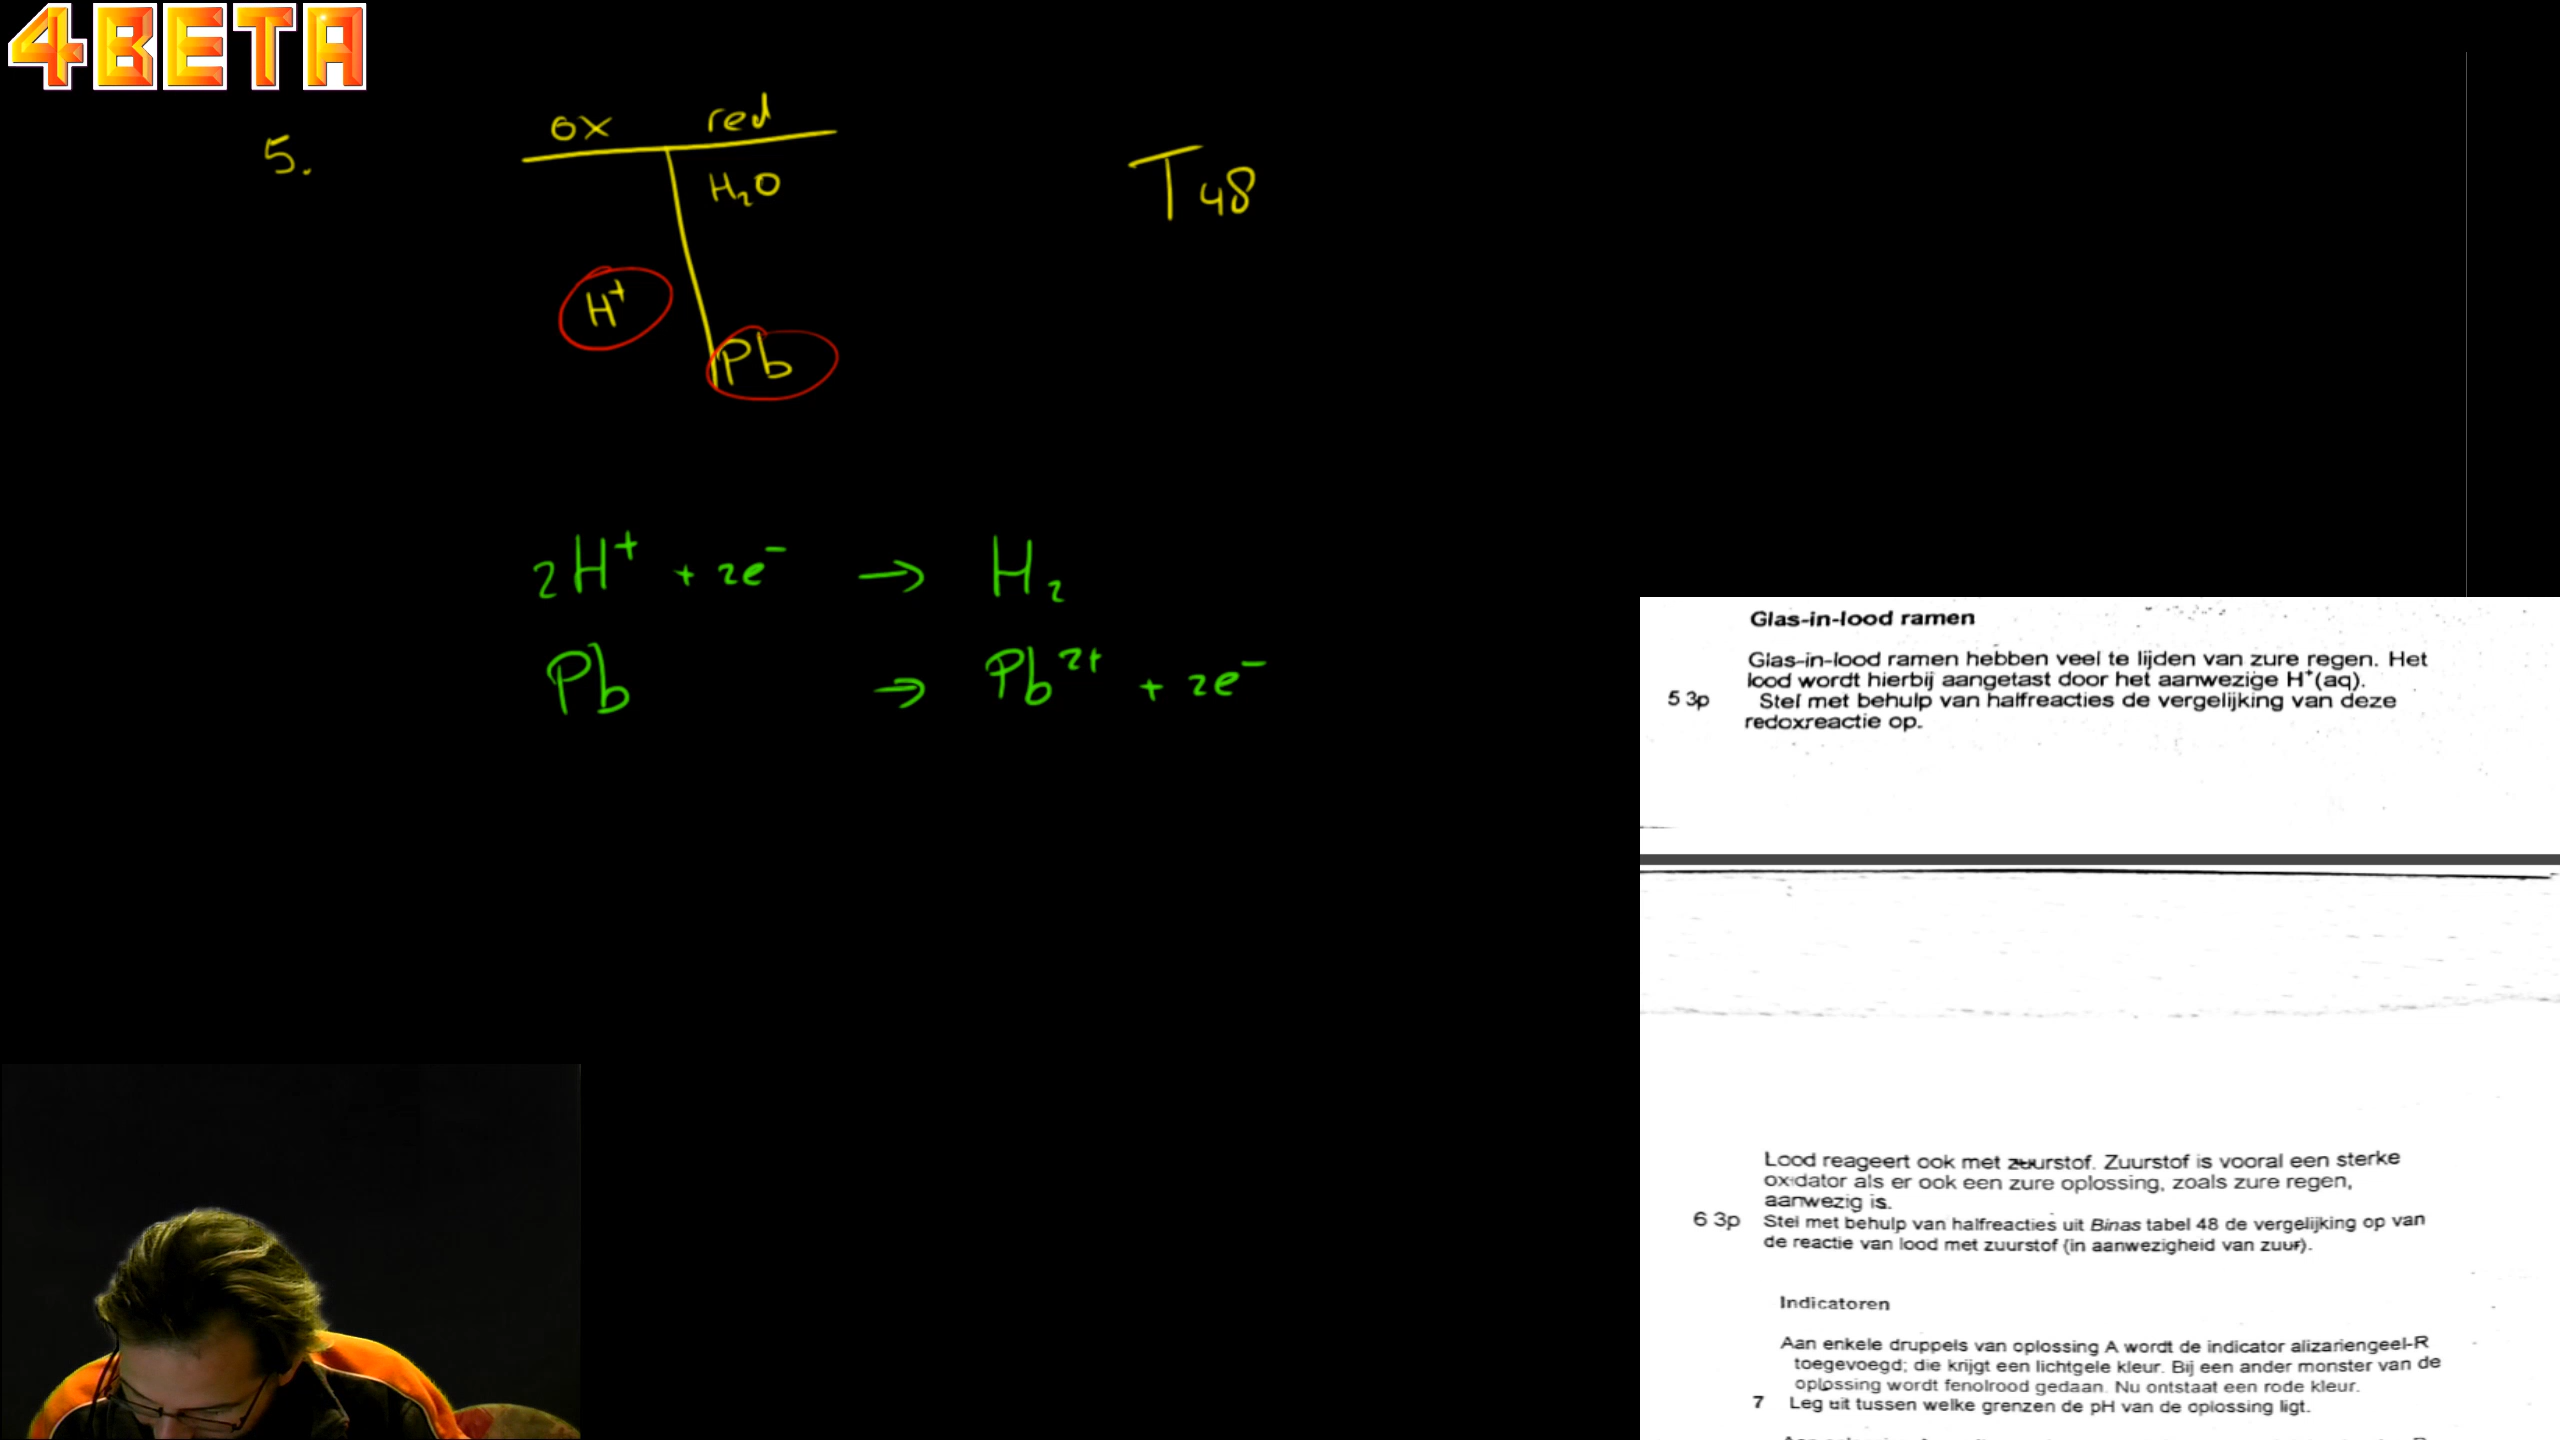 4BETA
5.
ox red
H₂O
H⁺
Pb
T48
2H⁺ + 2e⁻ → H₂
Pb → Pb²⁺ + 2e⁻
Glas-in-lood ramen
Glas-in-lood ramen hebben veel te lijden van zure regen. Het
lood wordt hierbij aangetast door het aanwezige H⁺(aq).
5 3p Stel met behulp van halfreacties de vergelijking van deze
redoxreactie op.
Lood reageert ook met zuurstof. Zuurstof is vooral een sterke
oxidator als er ook een zure oplossing, zoals zure regen,
aanwezig is.
6 3p Stel met behulp van halfreacties uit Binas tabel 48 de vergelijking op van
de reactie van lood met zuurstof (in aanwezigheid van zuur).
Indicatoren
Aan enkele druppels van oplossing A wordt de indicator alizariengeel-R
toegevoegd; die krijgt een lichtgele kleur. Bij een ander monster van de
oplossing wordt fenolrood gedaan. Nu ontstaat een rode kleur.
7 Leg uit tussen welke grenzen de pH van de oplossing ligt.